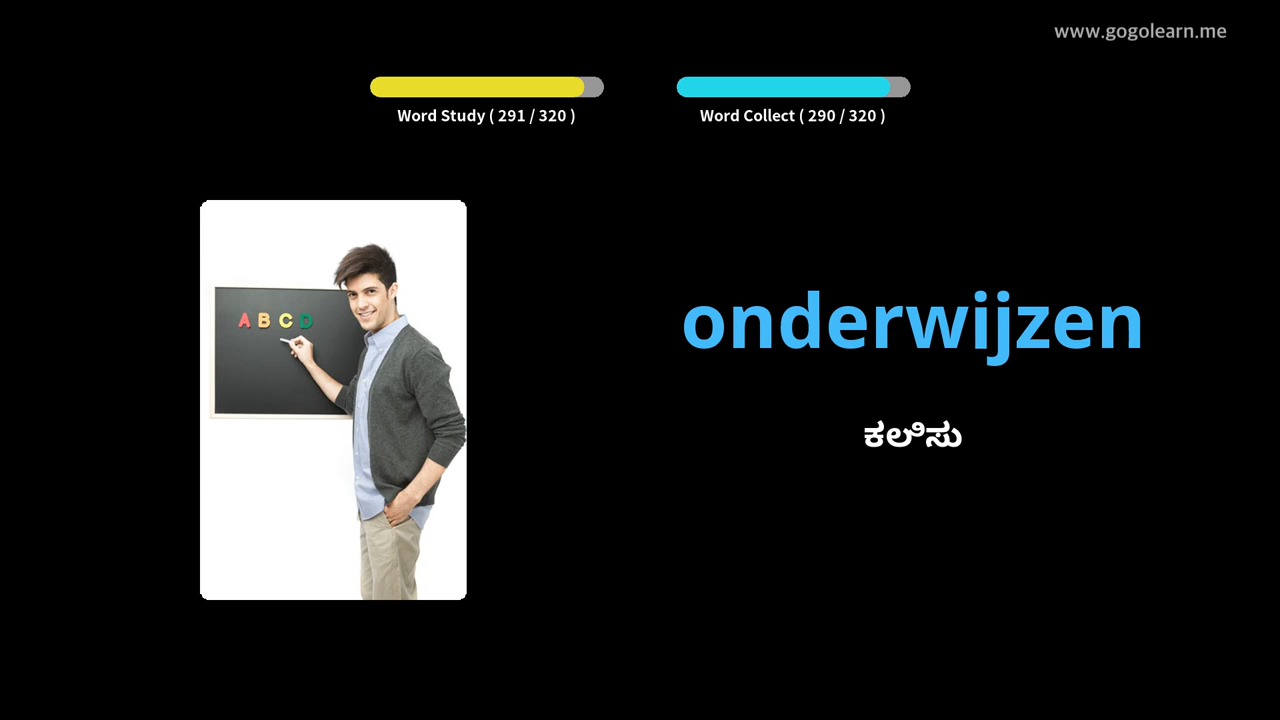 www.gogolearn.me
Word Study ( 291 / 320 )
Word Collect ( 290 / 320 )
A B C D
onderwijzen
ಕಲಿಸು